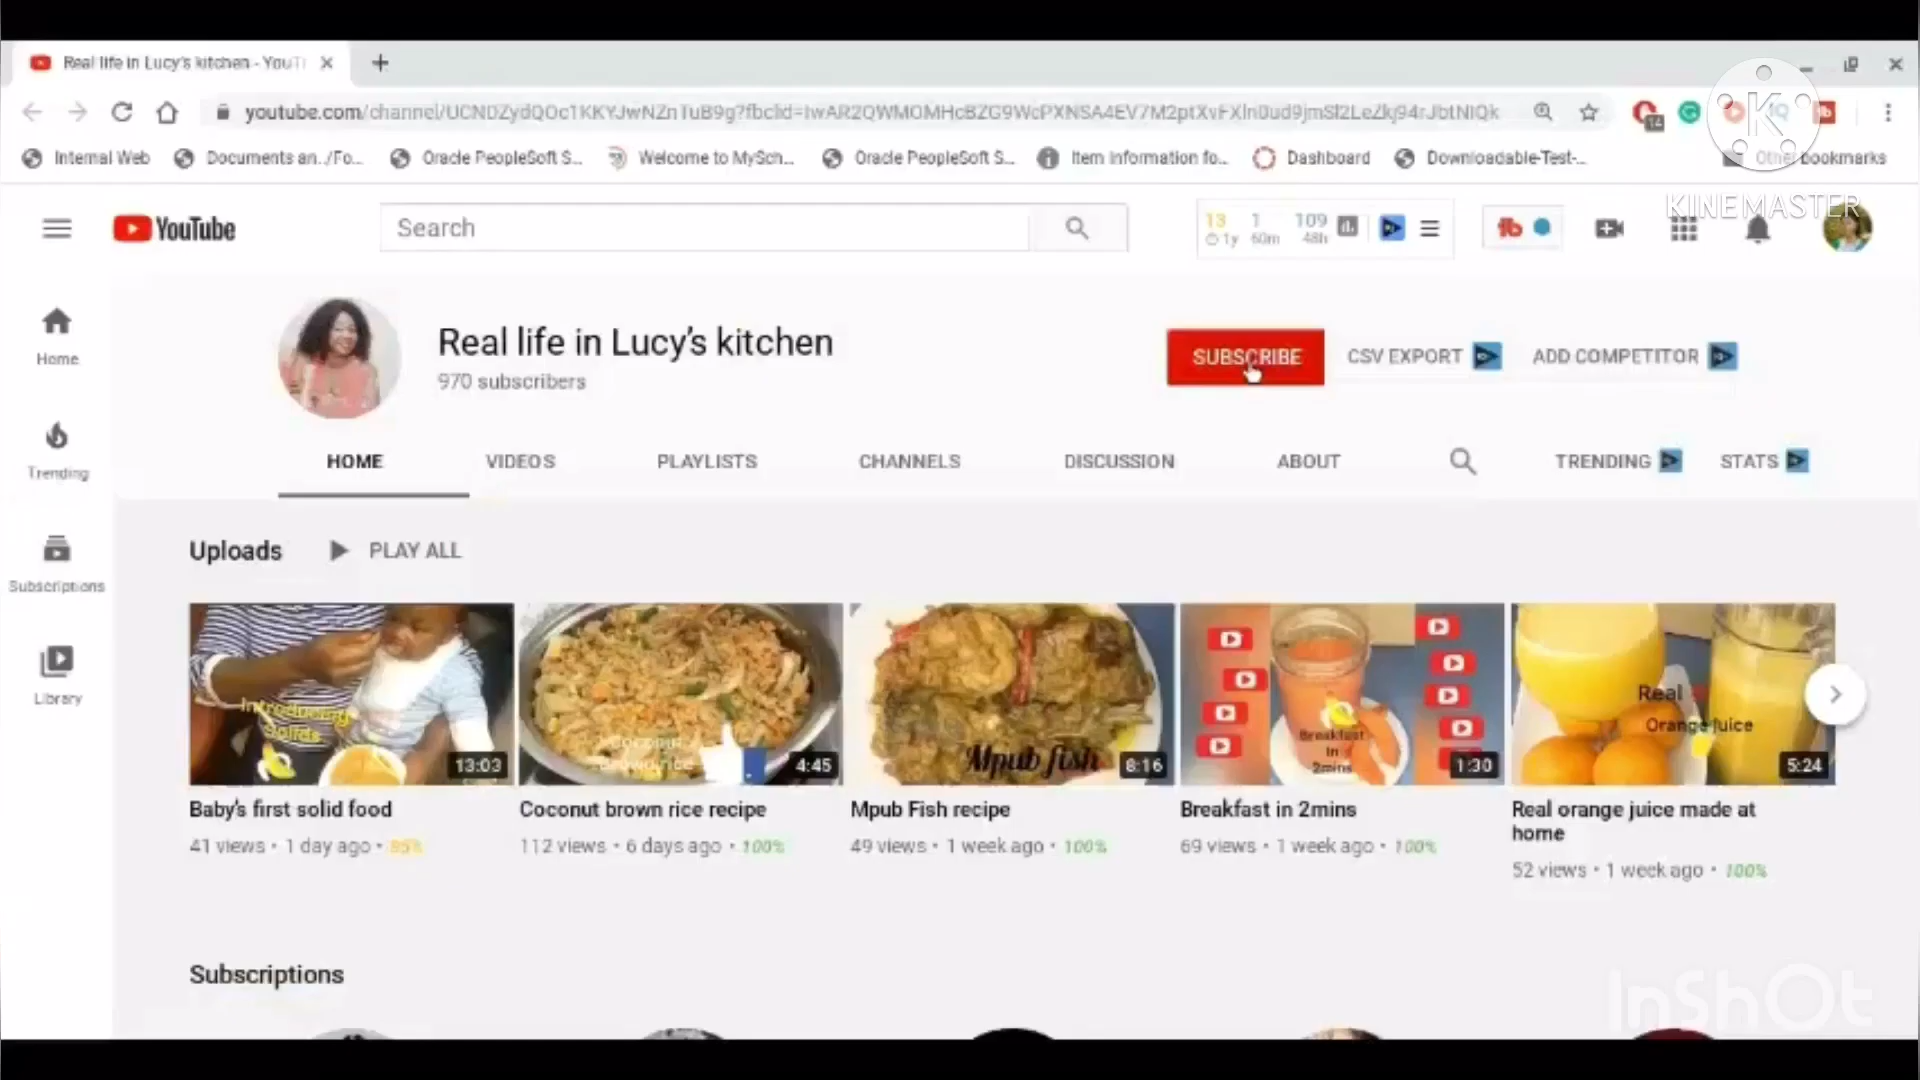 Real life in Lucy's kitchen - YouT
youtube.com/channel/
Internal Web
Documents an../Fo...
Oracle PeopleSoft S...
Welcome to MySch...
Oracle PeopleSoft S...
Item Information fo...
Dashboard
Downloadable-Test-...
Other bookmarks
KINEMASTER
YouTube
Search
13 1 109
1y 60m 48h
Home
Trending
Subscriptions
Library
Real life in Lucy's kitchen
970 subscribers
SUBSCRIBE
CSV EXPORT
ADD COMPETITOR
HOME
VIDEOS
PLAYLISTS
CHANNELS
DISCUSSION
ABOUT
TRENDING
STATS
Uploads
PLAY ALL
Introducing
Solids
13:03
Coconut
Brown rice
4:45
Mpub fish
8:16
Breakfast
In
2mins
1:30
Real
Orange juice
5:24
Baby's first solid food
41 views • 1 day ago •
Coconut brown rice recipe
112 views • 6 days ago • 100%
Mpub Fish recipe
49 views • 1 week ago • 100%
Breakfast in 2mins
69 views • 1 week ago • 100%
Real orange juice made at
home
52 views • 1 week ago • 100%
Subscriptions
InShOt